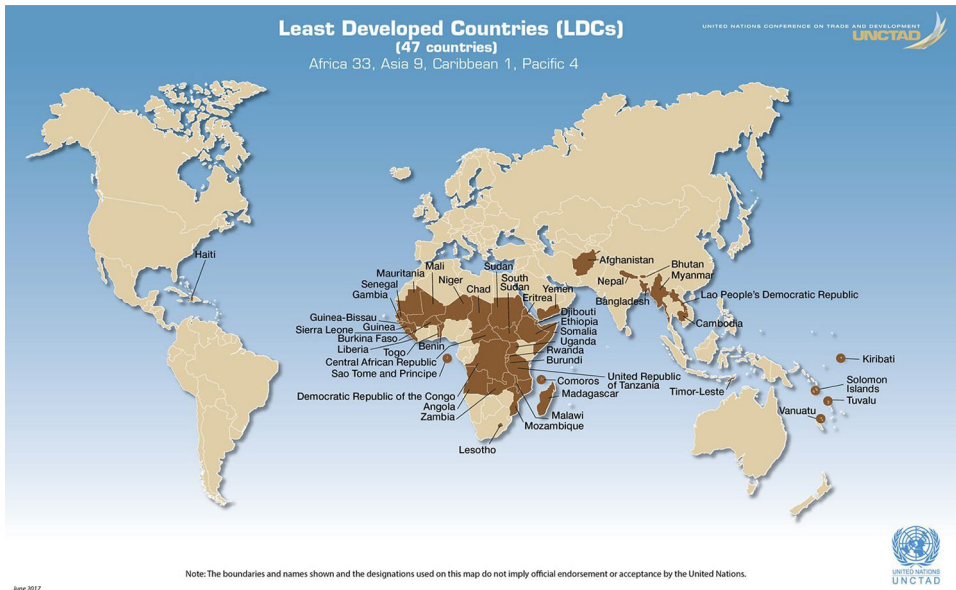 Least Developed Countries (LDCs)
(47 countries)
Africa 33, Asia 9, Caribbean 1, Pacific 4
UNITED NATIONS CONFERENCE ON TRADE AND DEVELOPMENT
UNCTAD
Haiti
Mauritania
Mali
Senegal
Niger
Gambia
Chad
Sudan
South
Sudan
Eritrea
Yemen
Afghanistan
Bhutan
Nepal
Myanmar
Bangladesh
Lao People's Democratic Republic
Cambodia
Guinea-Bissau
Guinea
Sierra Leone
Burkina Faso
Liberia
Togo
Benin
Central African Republic
Sao Tome and Principe
Djibouti
Ethiopia
Somalia
Uganda
Rwanda
Burundi
United Republic
of Tanzania
Comoros
Madagascar
Democratic Republic of the Congo
Angola
Zambia
Malawi
Mozambique
Lesotho
Timor-Leste
Kiribati
Solomon
Islands
Tuvalu
Vanuatu
Note: The boundaries and names shown and the designations used on this map do not imply official endorsement or acceptance by the United Nations.
UNITED NATIONS
UNCTAD
June 2017